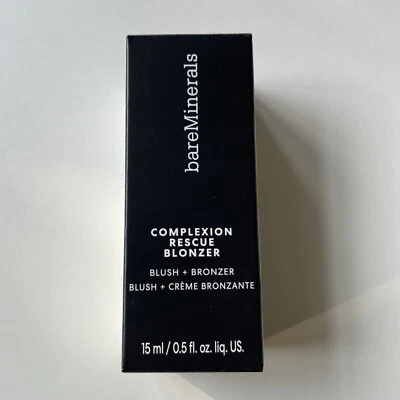 bareMinerals
COMPLEXION
RESCUE
BLONZER
BLUSH + BRONZER
BLUSH + CRÈME BRONZANTE
15 ml / 0.5 fl. oz. liq. US.